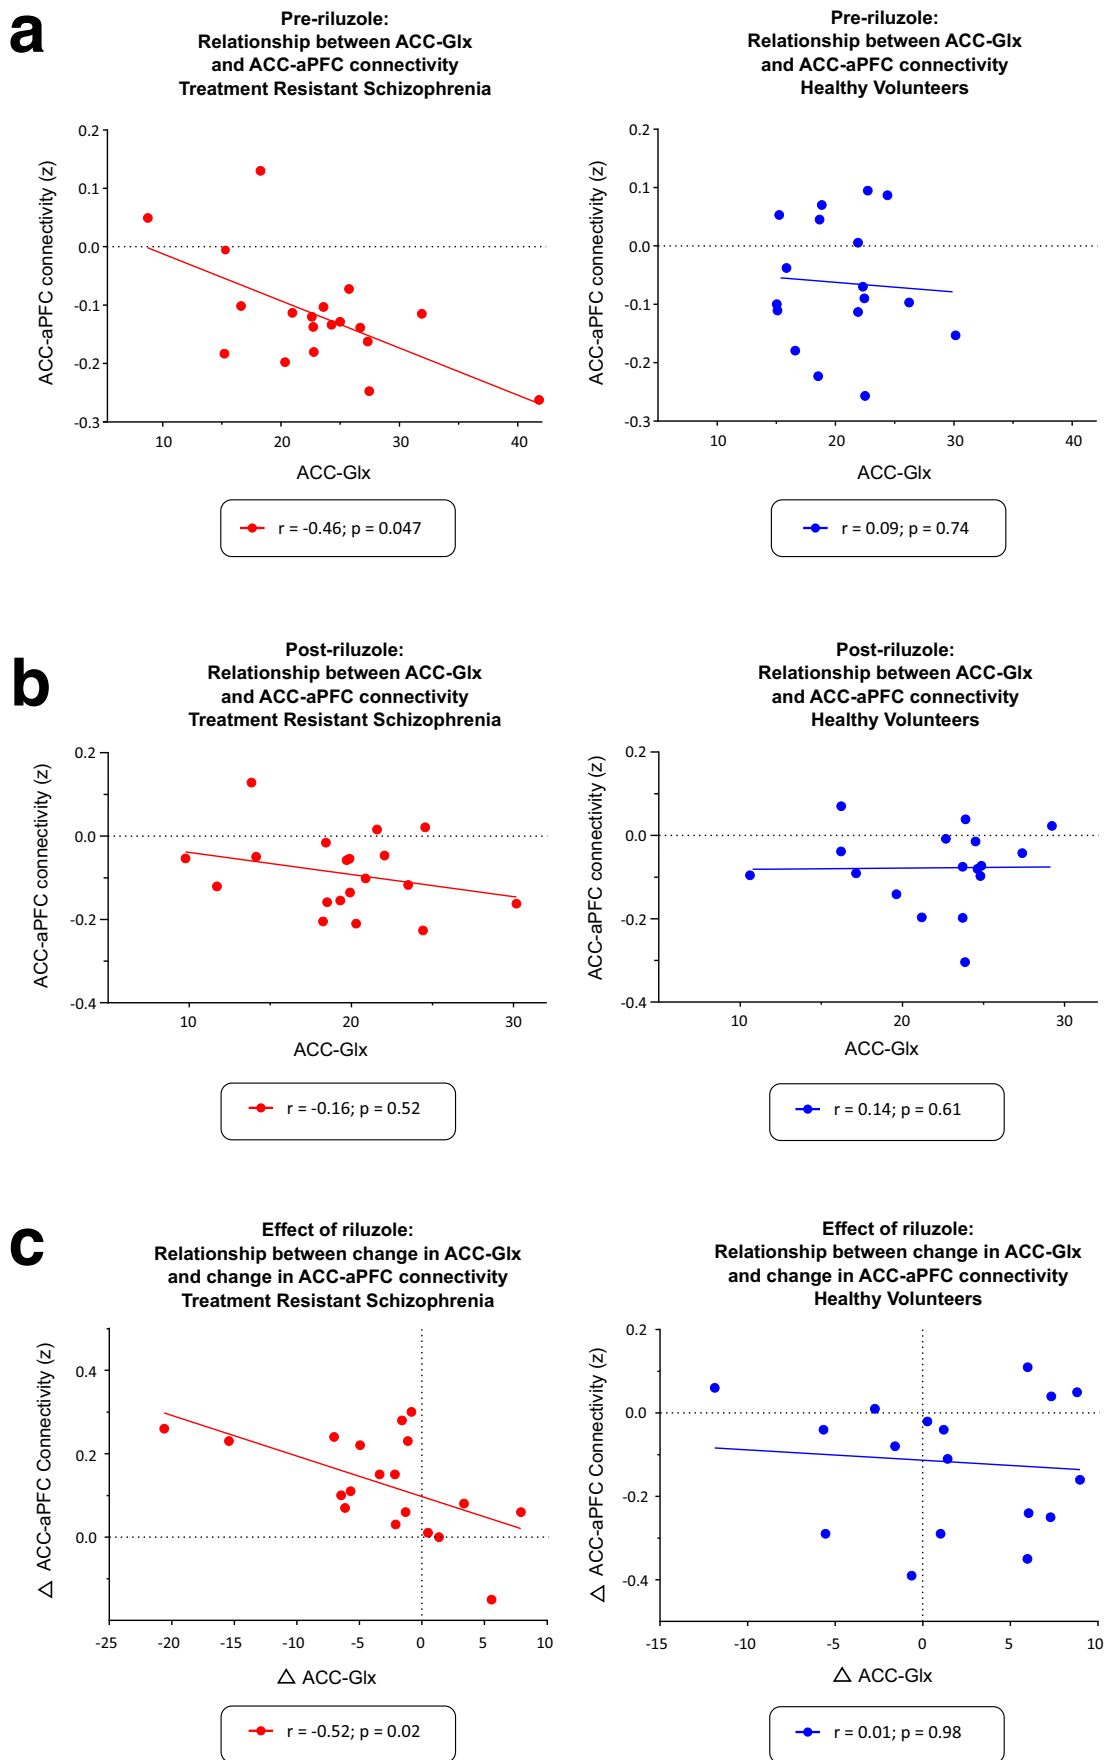 a
Pre-riluzole:
Relationship between ACC-Glx
and ACC-aPFC connectivity
Treatment Resistant Schizophrenia
ACC-aPFC connectivity (z)
0.2
0.1
0.0
-0.1
-0.2
-0.3
10 20 30 40
ACC-Glx
r = -0.46; p = 0.047
Pre-riluzole:
Relationship between ACC-Glx
and ACC-aPFC connectivity
Healthy Volunteers
ACC-aPFC connectivity (z)
0.2
0.1
0.0
-0.1
-0.2
-0.3
10 20 30 40
ACC-Glx
r = 0.09; p = 0.74
b
Post-riluzole:
Relationship between ACC-Glx
and ACC-aPFC connectivity
Treatment Resistant Schizophrenia
ACC-aPFC connectivity (z)
0.2
0.0
-0.2
-0.4
10 20 30
ACC-Glx
r = -0.16; p = 0.52
Post-riluzole:
Relationship between ACC-Glx
and ACC-aPFC connectivity
Healthy Volunteers
ACC-aPFC connectivity (z)
0.2
0.0
-0.2
-0.4
10 20 30
ACC-Glx
r = 0.14; p = 0.61
c
Effect of riluzole:
Relationship between change in ACC-Glx
and change in ACC-aPFC connectivity
Treatment Resistant Schizophrenia
△ ACC-aPFC Connectivity (z)
0.4
0.2
0.0
-25 -20 -15 -10 -5 0 5 10
△ ACC-Glx
r = -0.52; p = 0.02
Effect of riluzole:
Relationship between change in ACC-Glx
and change in ACC-aPFC connectivity
Healthy Volunteers
△ ACC-aPFC Connectivity (z)
0.2
0.0
-0.2
-0.4
-15 -10 -5 0 5 10
△ ACC-Glx
r = 0.01; p = 0.98